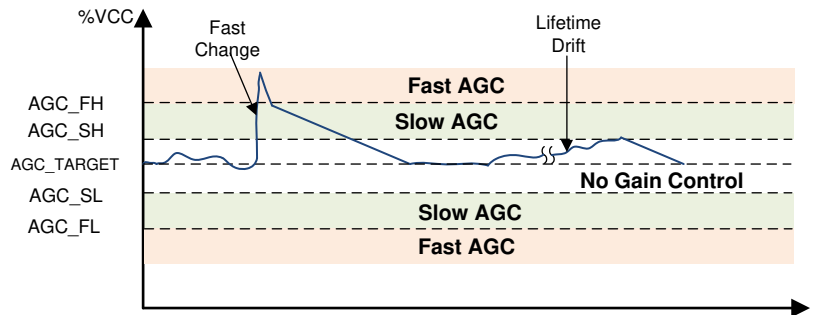 %VCC
Fast
Change
Lifetime
Drift
Fast AGC
AGC_FH
Slow AGC
AGC_SH
AGC_TARGET
No Gain Control
AGC_SL
Slow AGC
AGC_FL
Fast AGC